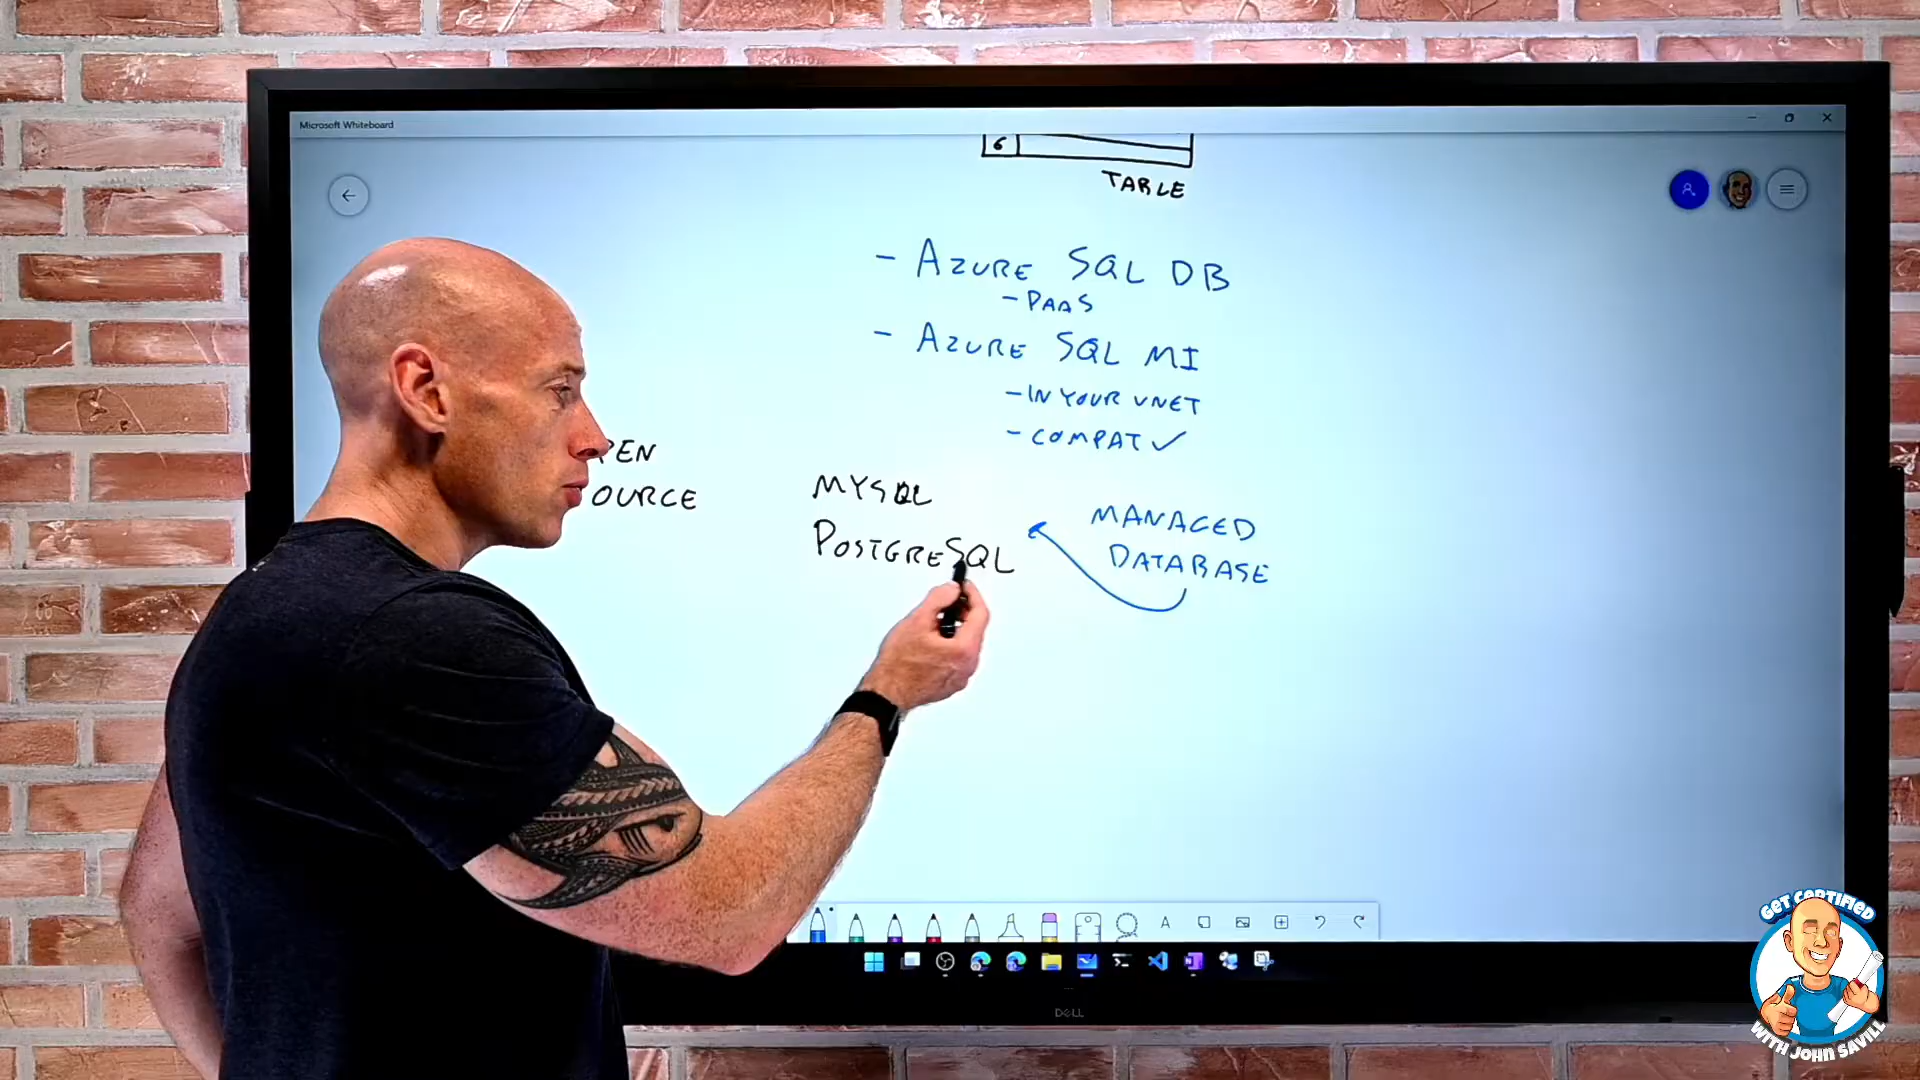 Microsoft Whiteboard
6
TABLE
- AZURE SQL DB
- PAAS
- AZURE SQL MI
- IN YOUR VNET
- COMPAT ✓
PEN
OURCE
MYSQL
POSTGRESQL
MANAGED
DATABASE
A
DELL
GET CERTIFIED
WITH JOHN SAVILL